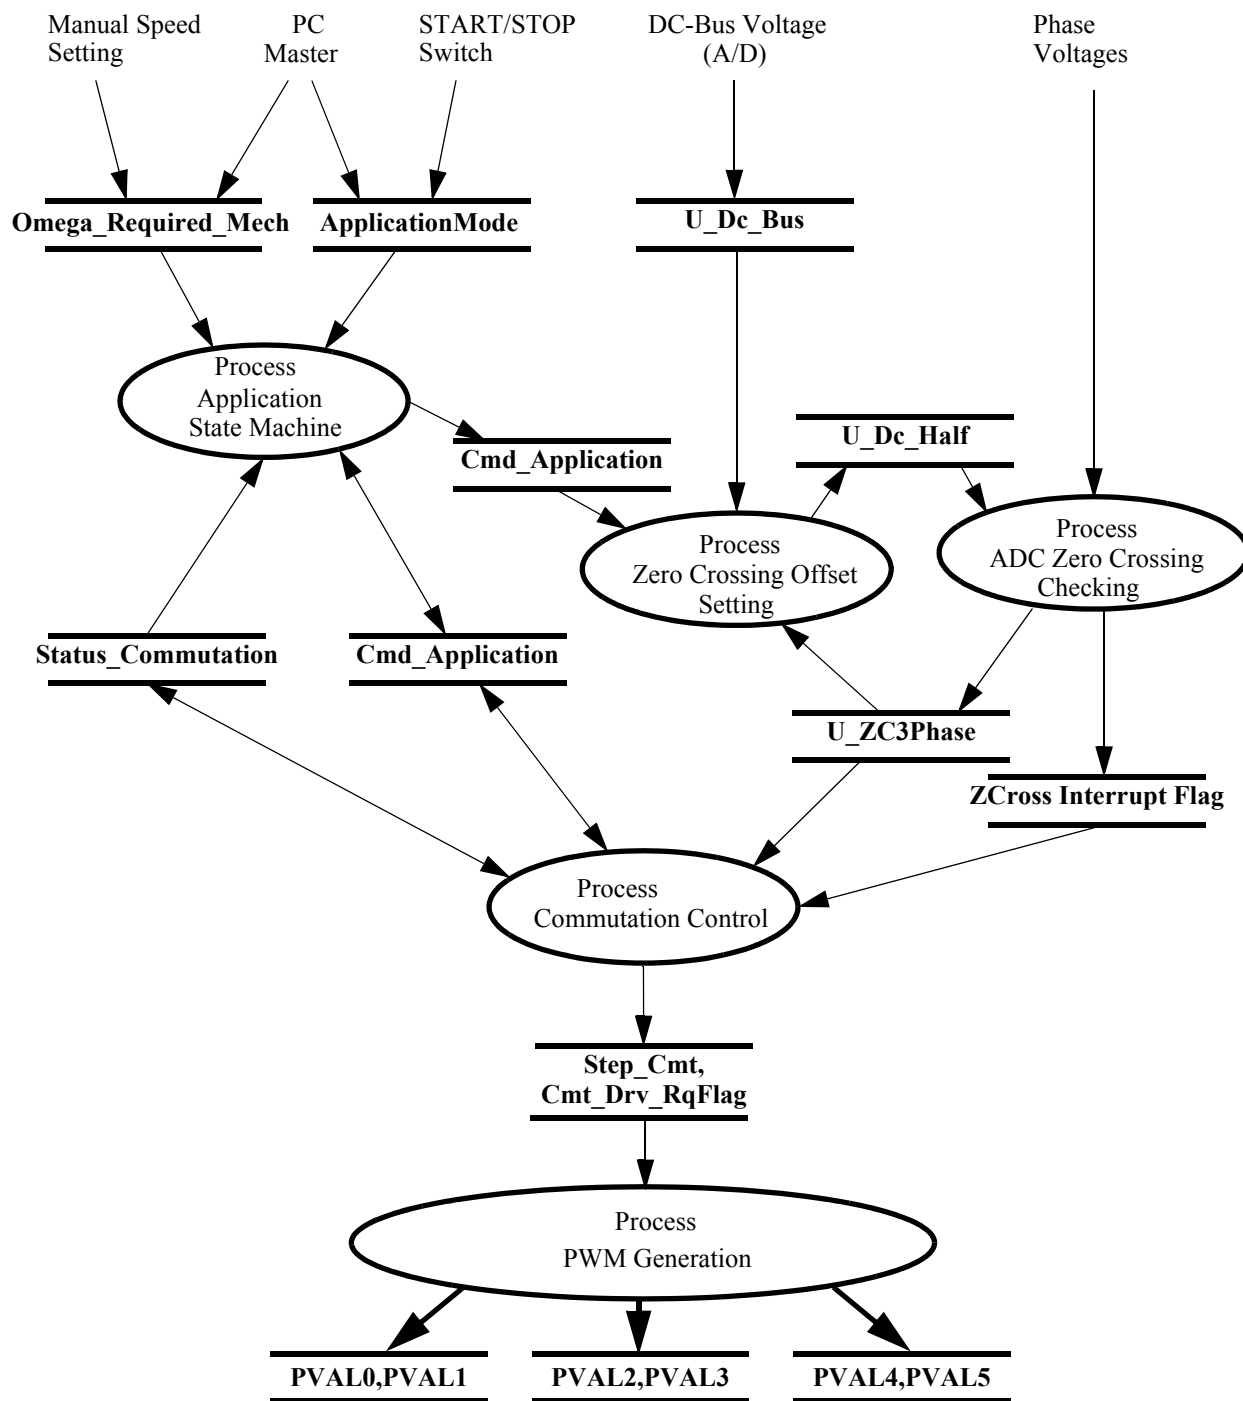 Manual Speed
Setting
PC
Master
START/STOP
Switch
DC-Bus Voltage
(A/D)
Phase
Voltages
Omega_Required_Mech
ApplicationMode
U_Dc_Bus
Process
Application
State Machine
Cmd_Application
U_Dc_Half
Process
Zero Crossing Offset
Setting
Process
ADC Zero Crossing
Checking
Status_Commutation
Cmd_Application
U_ZC3Phase
ZCross Interrupt Flag
Process
Commutation Control
Step_Cmt,
Cmt_Drv_RqFlag
Process
PWM Generation
PVAL0,PVAL1
PVAL2,PVAL3
PVAL4,PVAL5